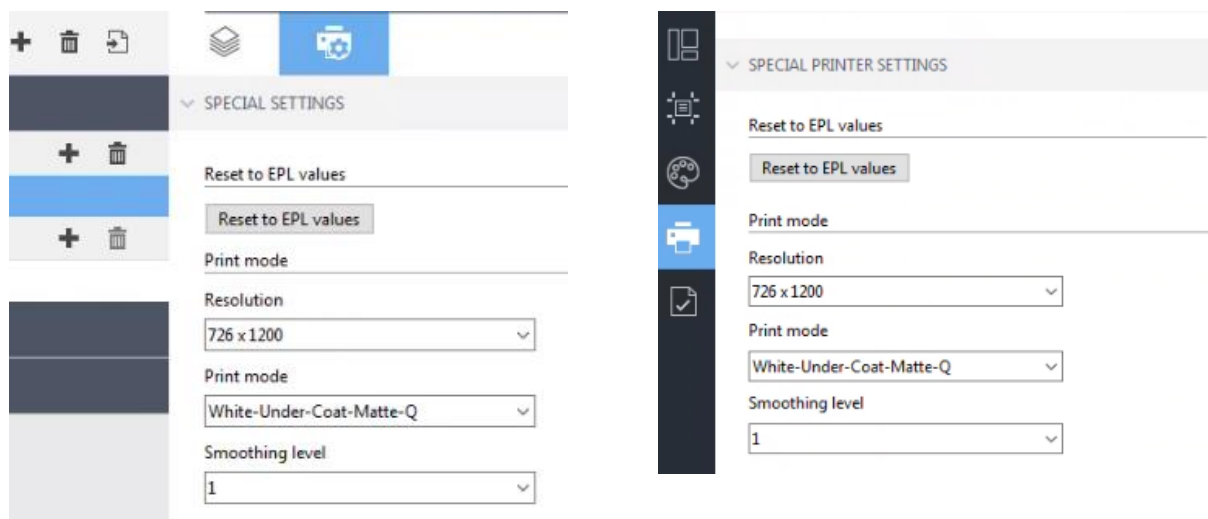 SPECIAL SETTINGS
Reset to EPL values
Reset to EPL values
Print mode
Resolution
726 x 1200
Print mode
White-Under-Coat-Matte-Q
Smoothing level
1
SPECIAL PRINTER SETTINGS
Reset to EPL values
Reset to EPL values
Print mode
Resolution
726 x 1200
Print mode
White-Under-Coat-Matte-Q
Smoothing level
1